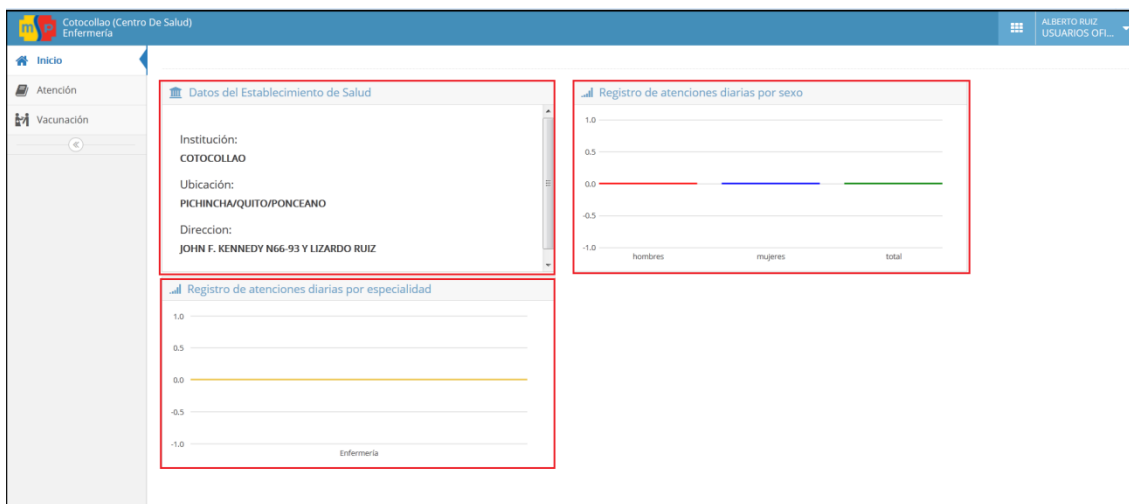 Cotocollao (Centro De Salud)
Enfermería
ALBERTO RUIZ
USUARIOS OFI...
Inicio
Atención
Vacunación
Datos del Establecimiento de Salud
Institución:
COTOCOLLAO
Ubicación:
PICHINCHA/QUITO/PONCEANO
Direccion:
JOHN F. KENNEDY N66-93 Y LIZARDO RUIZ
Registro de atenciones diarias por sexo
1.0
0.5
0.0
-0.5
-1.0
hombres mujeres total
Registro de atenciones diarias por especialidad
1.0
0.5
0.0
-0.5
-1.0
Enfermería